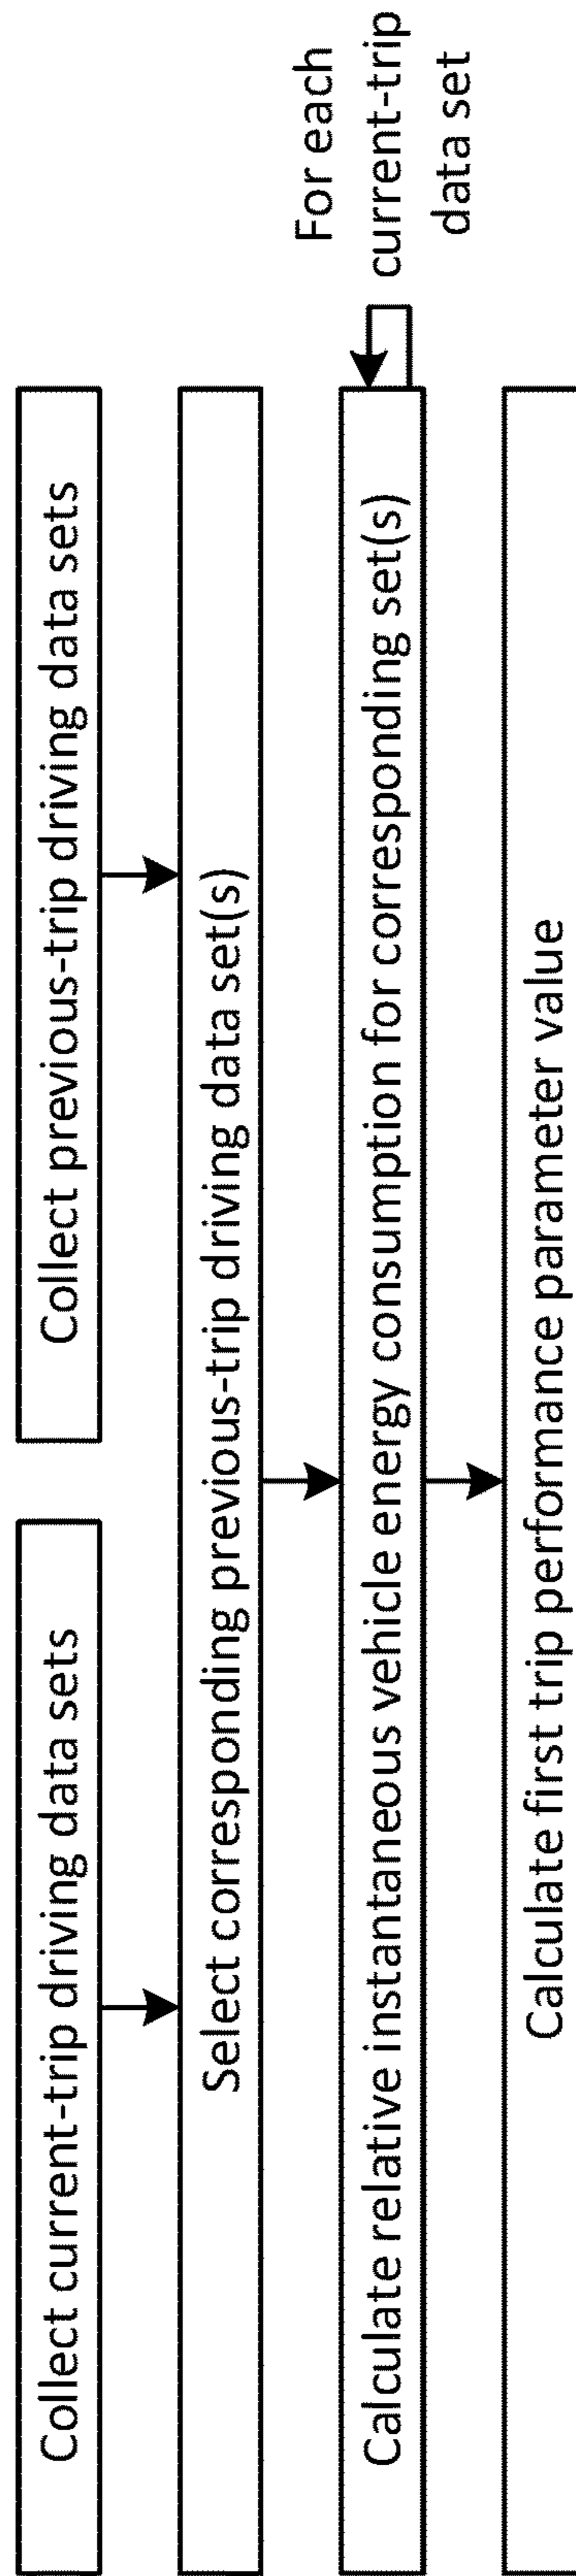 Collect current-trip driving data sets
Collect previous-trip driving data sets
Select corresponding previous-trip driving data set(s)
Calculate relative instantaneous vehicle energy consumption for corresponding set(s)
For each
current-trip
data set
Calculate first trip performance parameter value